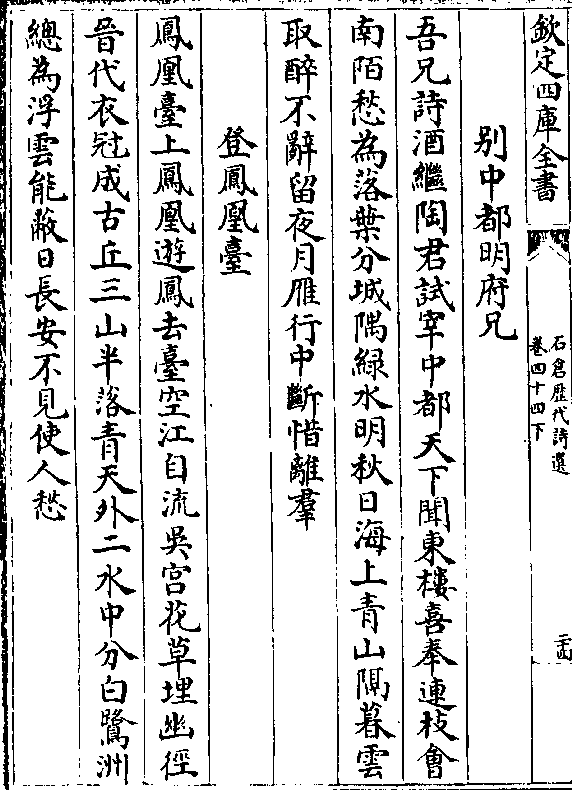 欽定四庫全書
石倉歴代詩選
卷四十四下
二十四
别中都明府兄
吾兄詩酒繼陶君試宰中都天下聞東樓喜奉連枝會
南陌愁為落葉分城隅緑水明秋日海上青山隔暮雲
取醉不辭留夜月雁行中斷惜離羣
登鳳凰臺
鳳凰臺上鳳凰遊鳳去臺空江自流吳宫花草埋幽徑
晉代衣冠成古丘三山半落青天外二水中分白鷺洲
總為浮雲能蔽日長安不見使人愁